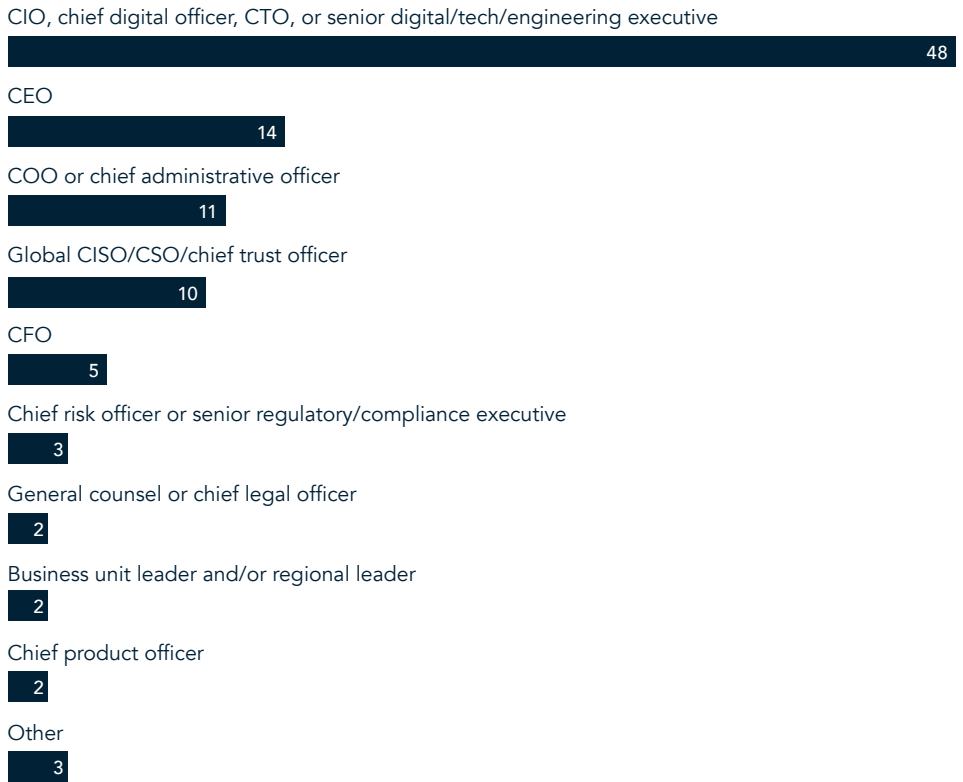 CIO, chief digital officer, CTO, or senior digital/tech/engineering executive
48
CEO
14
COO or chief administrative officer
11
Global CISO/CSO/chief trust officer
10
CFO
5
Chief risk officer or senior regulatory/compliance executive
3
General counsel or chief legal officer
2
Business unit leader and/or regional leader
2
Chief product officer
2
Other
3